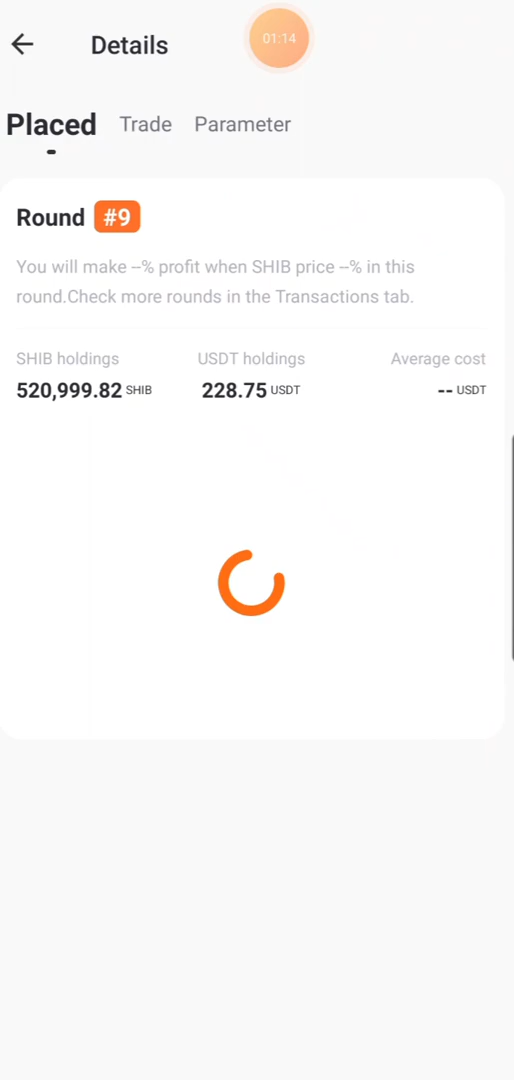 Details
01:14
Placed Trade Parameter
Round #9
You will make --% profit when SHIB price --% in this
round.Check more rounds in the Transactions tab.
SHIB holdings USDT holdings Average cost
520,999.82 SHIB 228.75 USDT -- USDT